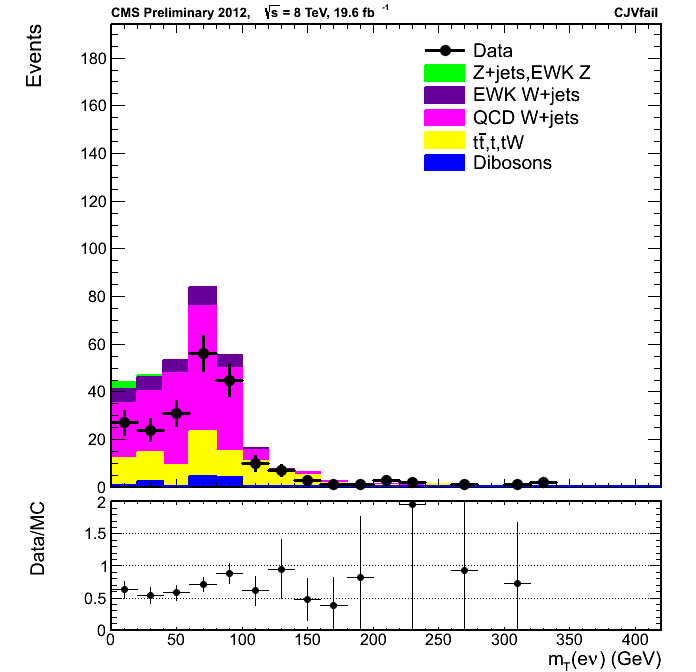 CMS Preliminary 2012, √s = 8 TeV, 19.6 fb⁻¹ CJVfail
Events
180
160
140
120
100
80
60
40
20
0
Data
Z+jets,EWK Z
EWK W+jets
QCD W+jets
tt̄,t,tW
Dibosons
Data/MC
2
1.5
1
0.5
0
0 50 100 150 200 250 300 350 400
m_T(eν) (GeV)